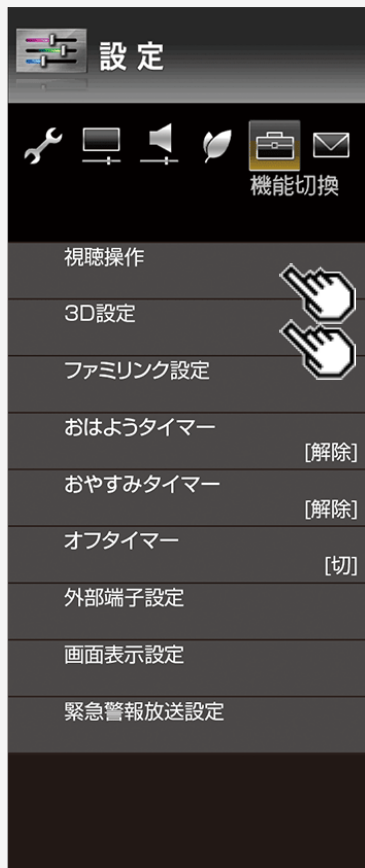 設定
機能切換
視聴操作
3D設定
ファミリンク設定
おはようタイマー
[解除]
おやすみタイマー
[解除]
オフタイマー
[切]
外部端子設定
画面表示設定
緊急警報放送設定